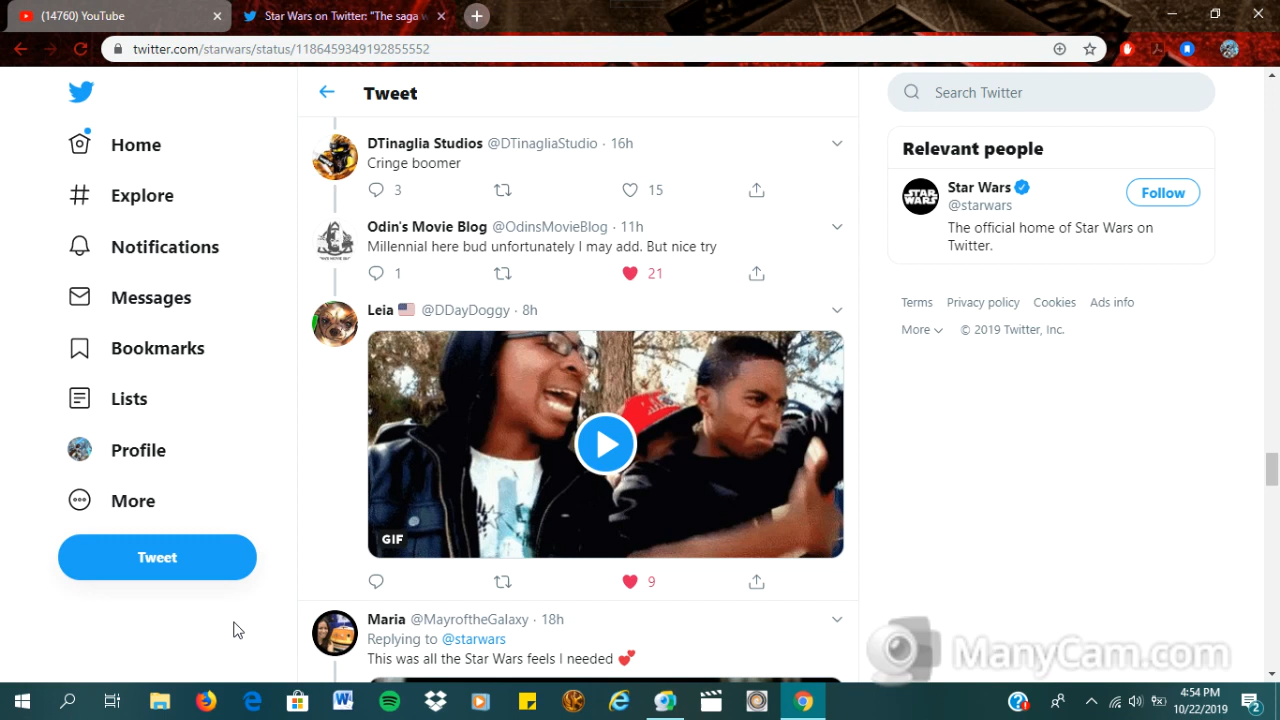 (14760) YouTube
Star Wars on Twitter: "The saga w
twitter.com/starwars/status/1186459349192855552
Home
Explore
Notifications
Messages
Bookmarks
Lists
Profile
More
Tweet
Tweet
DTinaglia Studios @DTinagliaStudio · 16h
Cringe boomer
3 15
Odin's Movie Blog @OdinsMovieBlog · 11h
Millennial here bud unfortunately I may add. But nice try
1 21
Leia @DDayDoggy · 8h
GIF
9
Maria @MayroftheGalaxy · 18h
Replying to @starwars
This was all the Star Wars feels I needed
Search Twitter
Relevant people
STAR WARS
Star Wars
@starwars
Follow
The official home of Star Wars on
Twitter.
Terms Privacy policy Cookies Ads info
More © 2019 Twitter, Inc.
ManyCam.com
4:54 PM
10/22/2019
2